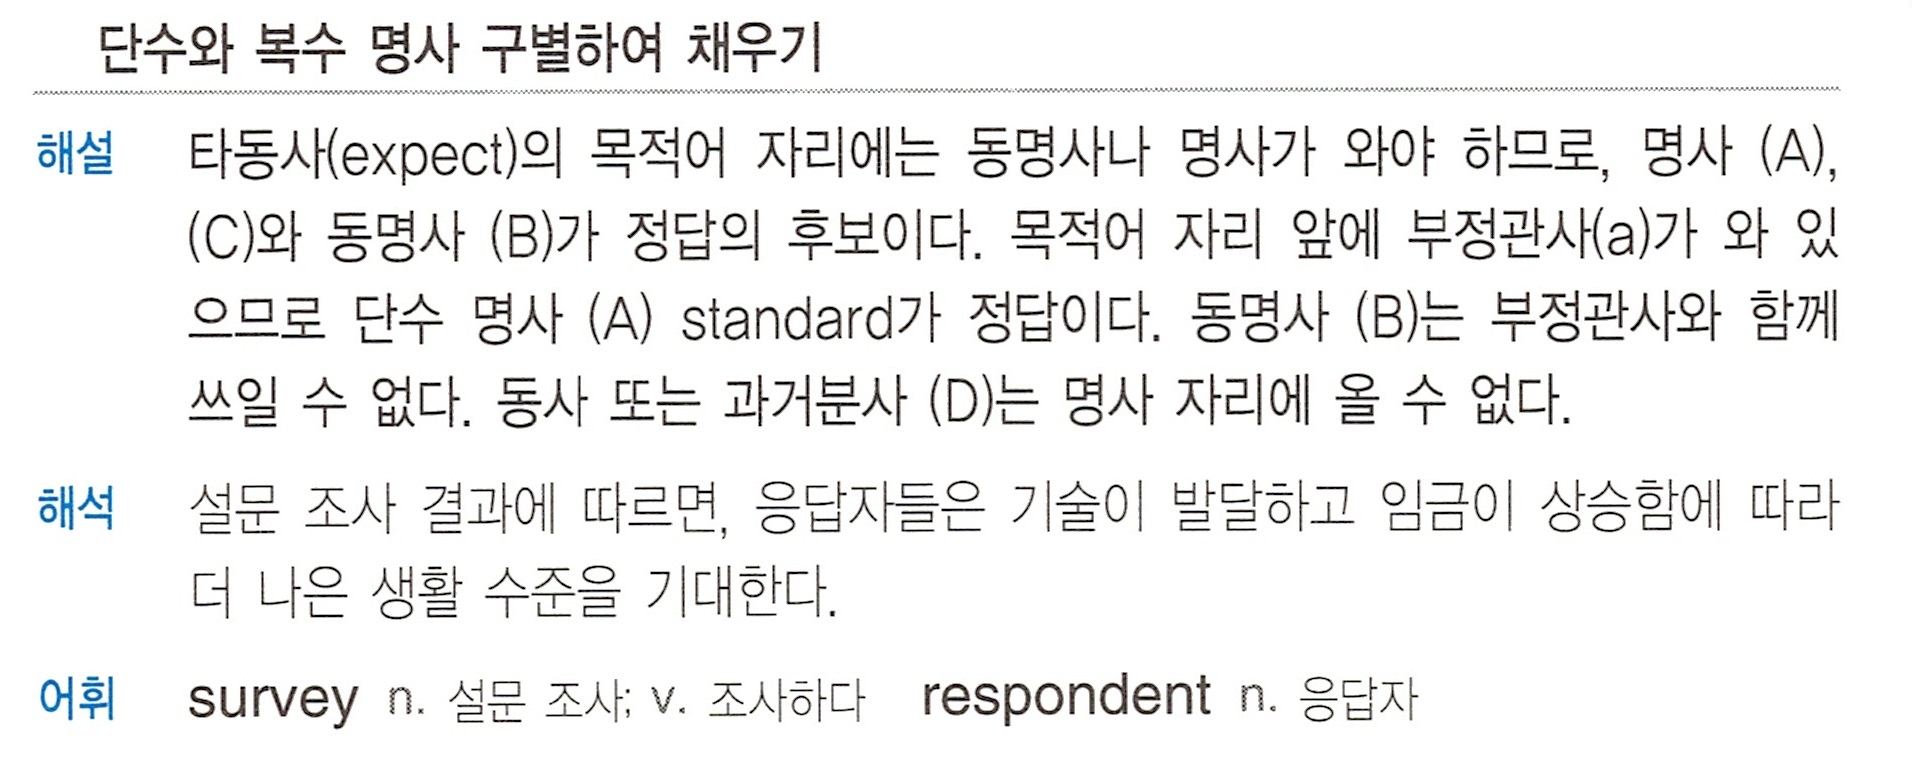 단수와 복수 명사 구별하여 채우기
해설 타동사(expect)의 목적어 자리에는 동명사나 명사가 와야 하므로, 명사 (A),
(C)와 동명사 (B)가 정답의 후보이다. 목적어 자리 앞에 부정관사(a)가 와 있
으므로 단수 명사 (A) standard가 정답이다. 동명사 (B)는 부정관사와 함께
쓰일 수 없다. 동사 또는 과거분사 (D)는 명사 자리에 올 수 없다.
해석 설문 조사 결과에 따르면, 응답자들은 기술이 발달하고 임금이 상승함에 따라
더 나은 생활 수준을 기대한다.
어휘 survey n. 설문 조사; v. 조사하다 respondent n. 응답자